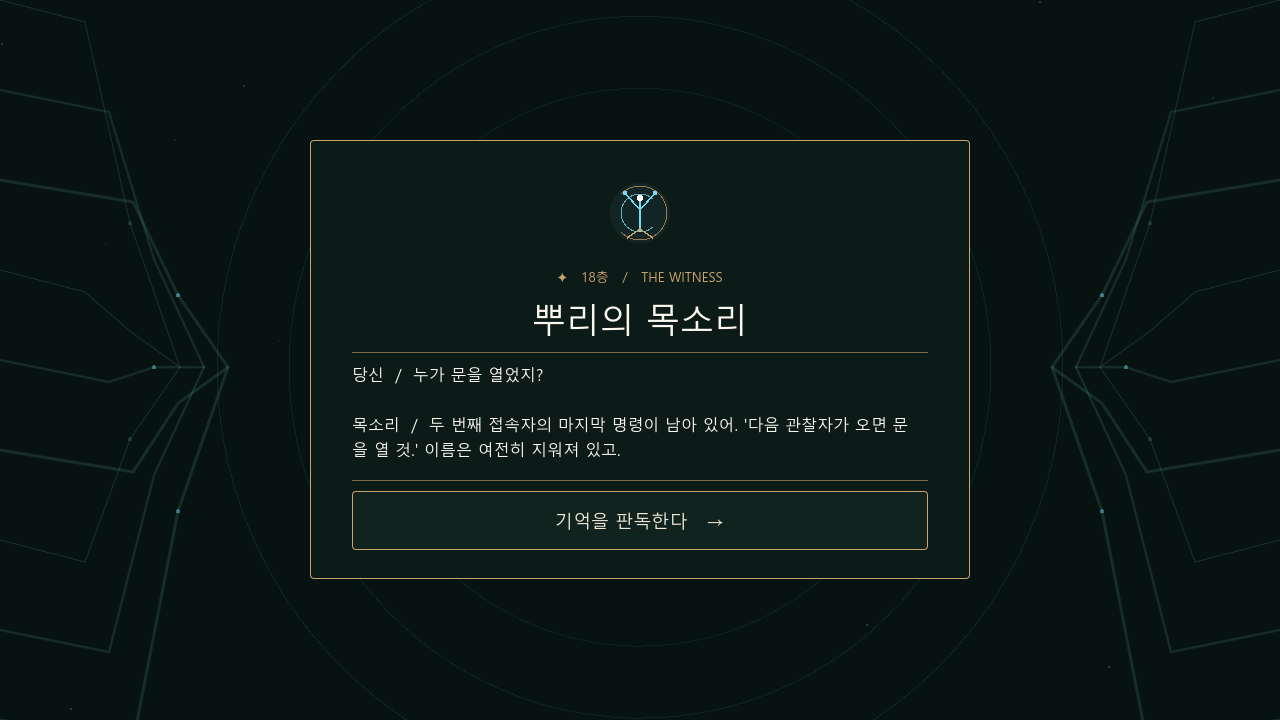 ✦ 18층 / THE WITNESS
뿌리의 목소리
당신 / 누가 문을 열었지?
목소리 / 두 번째 접속자의 마지막 명령이 남아 있어. '다음 관찰자가 오면 문
을 열 것.' 이름은 여전히 지워져 있고.
기억을 판독한다 →